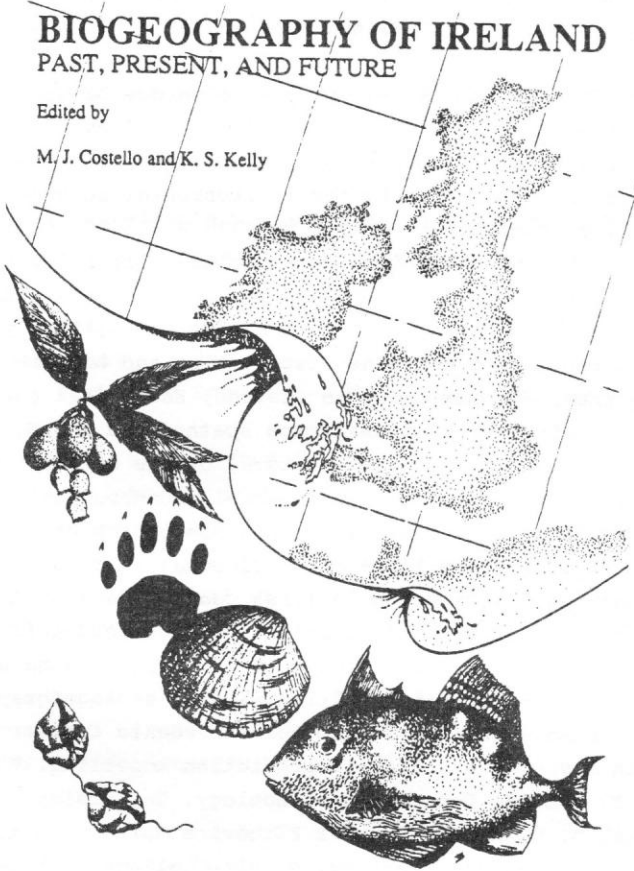 BIOGEOGRAPHY OF IRELAND
PAST, PRESENT, AND FUTURE
Edited by
M. J. Costello and K. S. Kelly